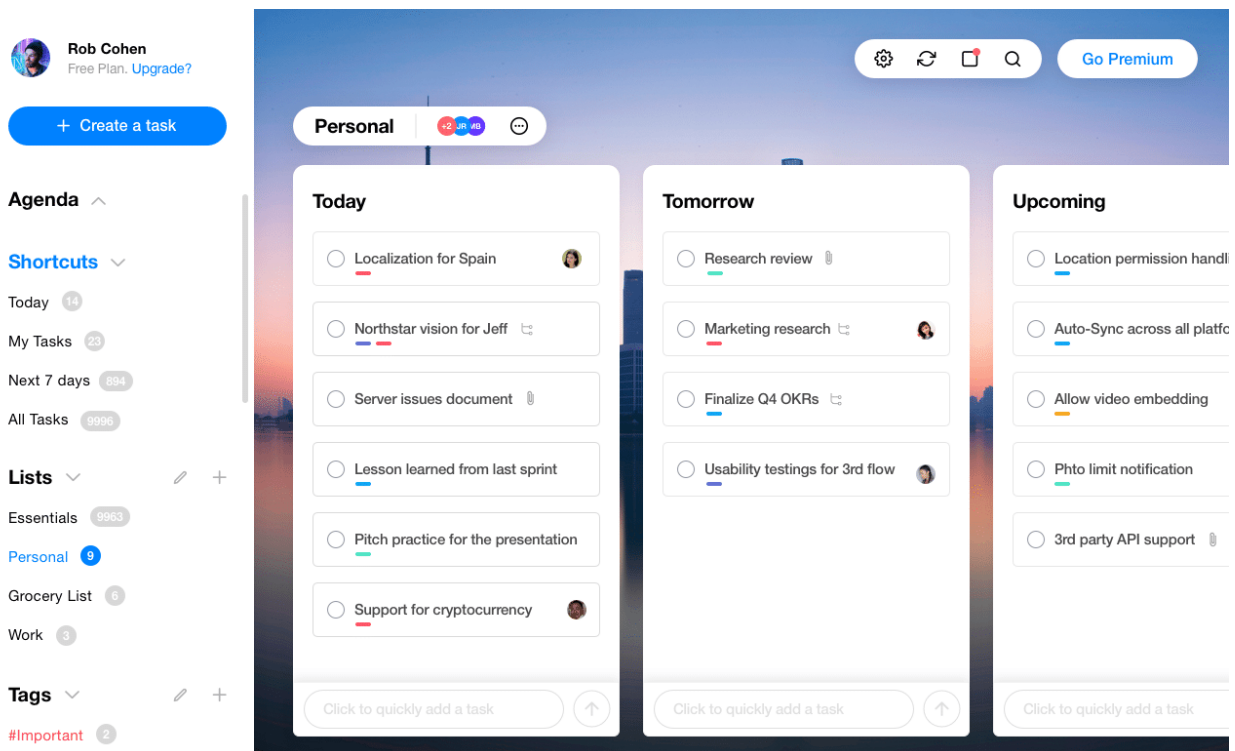 Rob Cohen
Free Plan. Upgrade?
+ Create a task
Agenda
Shortcuts
Today 14
My Tasks 23
Next 7 days 894
All Tasks 9996
Lists
Essentials 9963
Personal 9
Grocery List 6
Work 3
Tags
#Important 2
Go Premium
Personal +2 JR MB
Today
Localization for Spain
Northstar vision for Jeff
Server issues document
Lesson learned from last sprint
Pitch practice for the presentation
Support for cryptocurrency
Click to quickly add a task
Tomorrow
Research review
Marketing research
Finalize Q4 OKRs
Usability testings for 3rd flow
Click to quickly add a task
Upcoming
Location permission handli
Auto-Sync across all platfo
Allow video embedding
Phto limit notification
3rd party API support
Click to quickly add a task